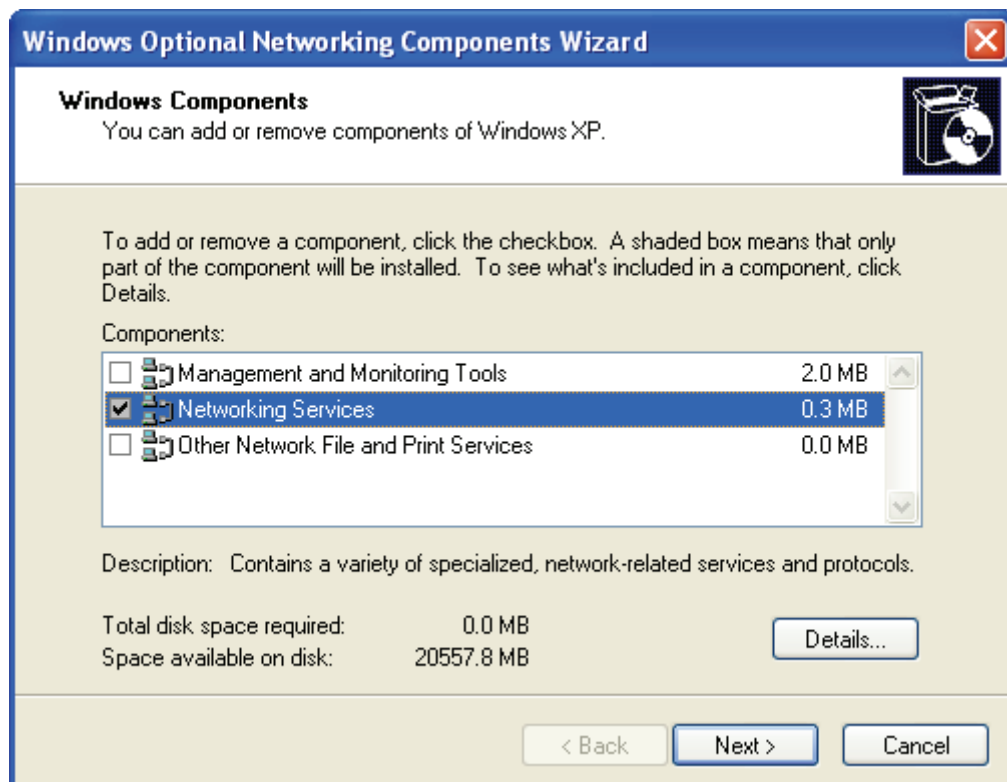 Windows Optional Networking Components Wizard
Windows Components
You can add or remove components of Windows XP.
To add or remove a component, click the checkbox. A shaded box means that only
part of the component will be installed. To see what's included in a component, click
Details.
Components:
Management and Monitoring Tools 2.0 MB
Networking Services 0.3 MB
Other Network File and Print Services 0.0 MB
Description: Contains a variety of specialized, network-related services and protocols.
Total disk space required: 0.0 MB
Space available on disk: 20557.8 MB
Details...
< Back Next > Cancel